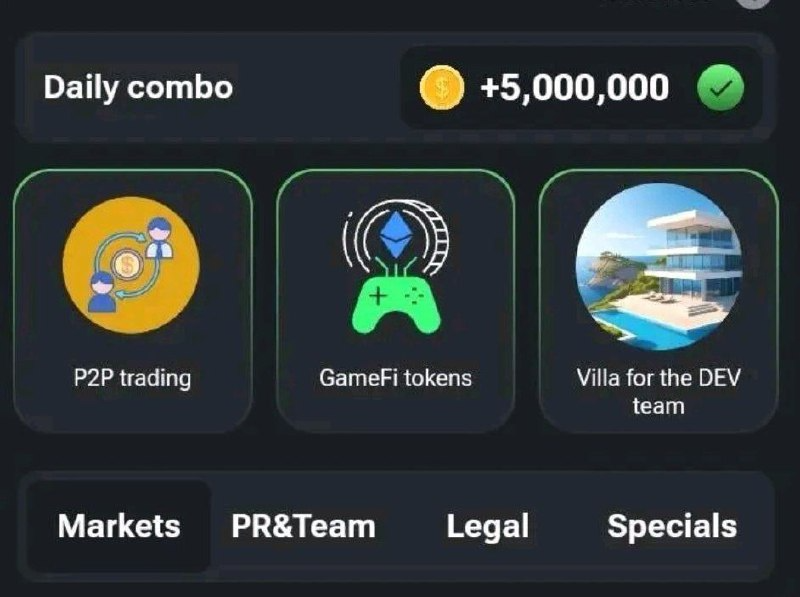 Daily combo
+5,000,000
P2P trading
GameFi tokens
Villa for the DEV
team
Markets
PR&Team
Legal
Specials